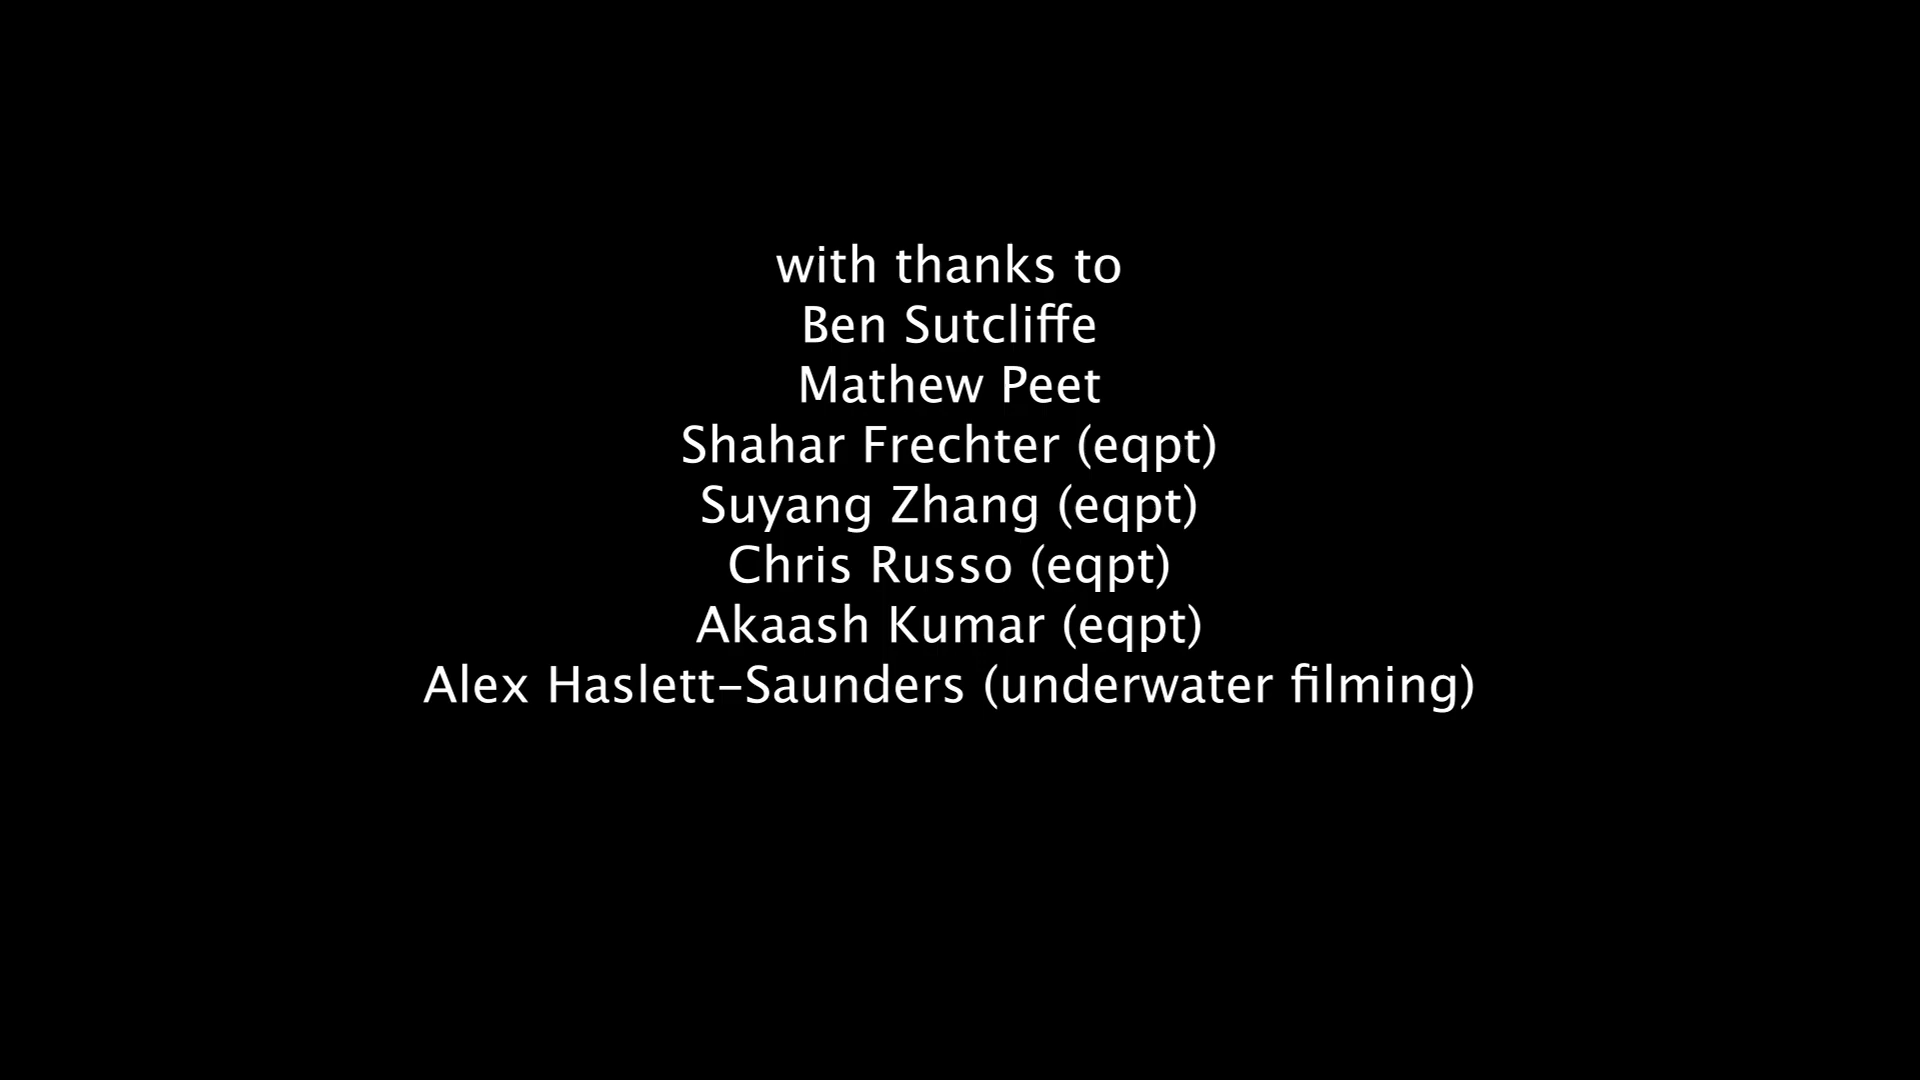 with thanks to
Ben Sutcliffe
Mathew Peet
Shahar Frechter (eqpt)
Suyang Zhang (eqpt)
Chris Russo (eqpt)
Akaash Kumar (eqpt)
Alex Haslett-Saunders (underwater filming)